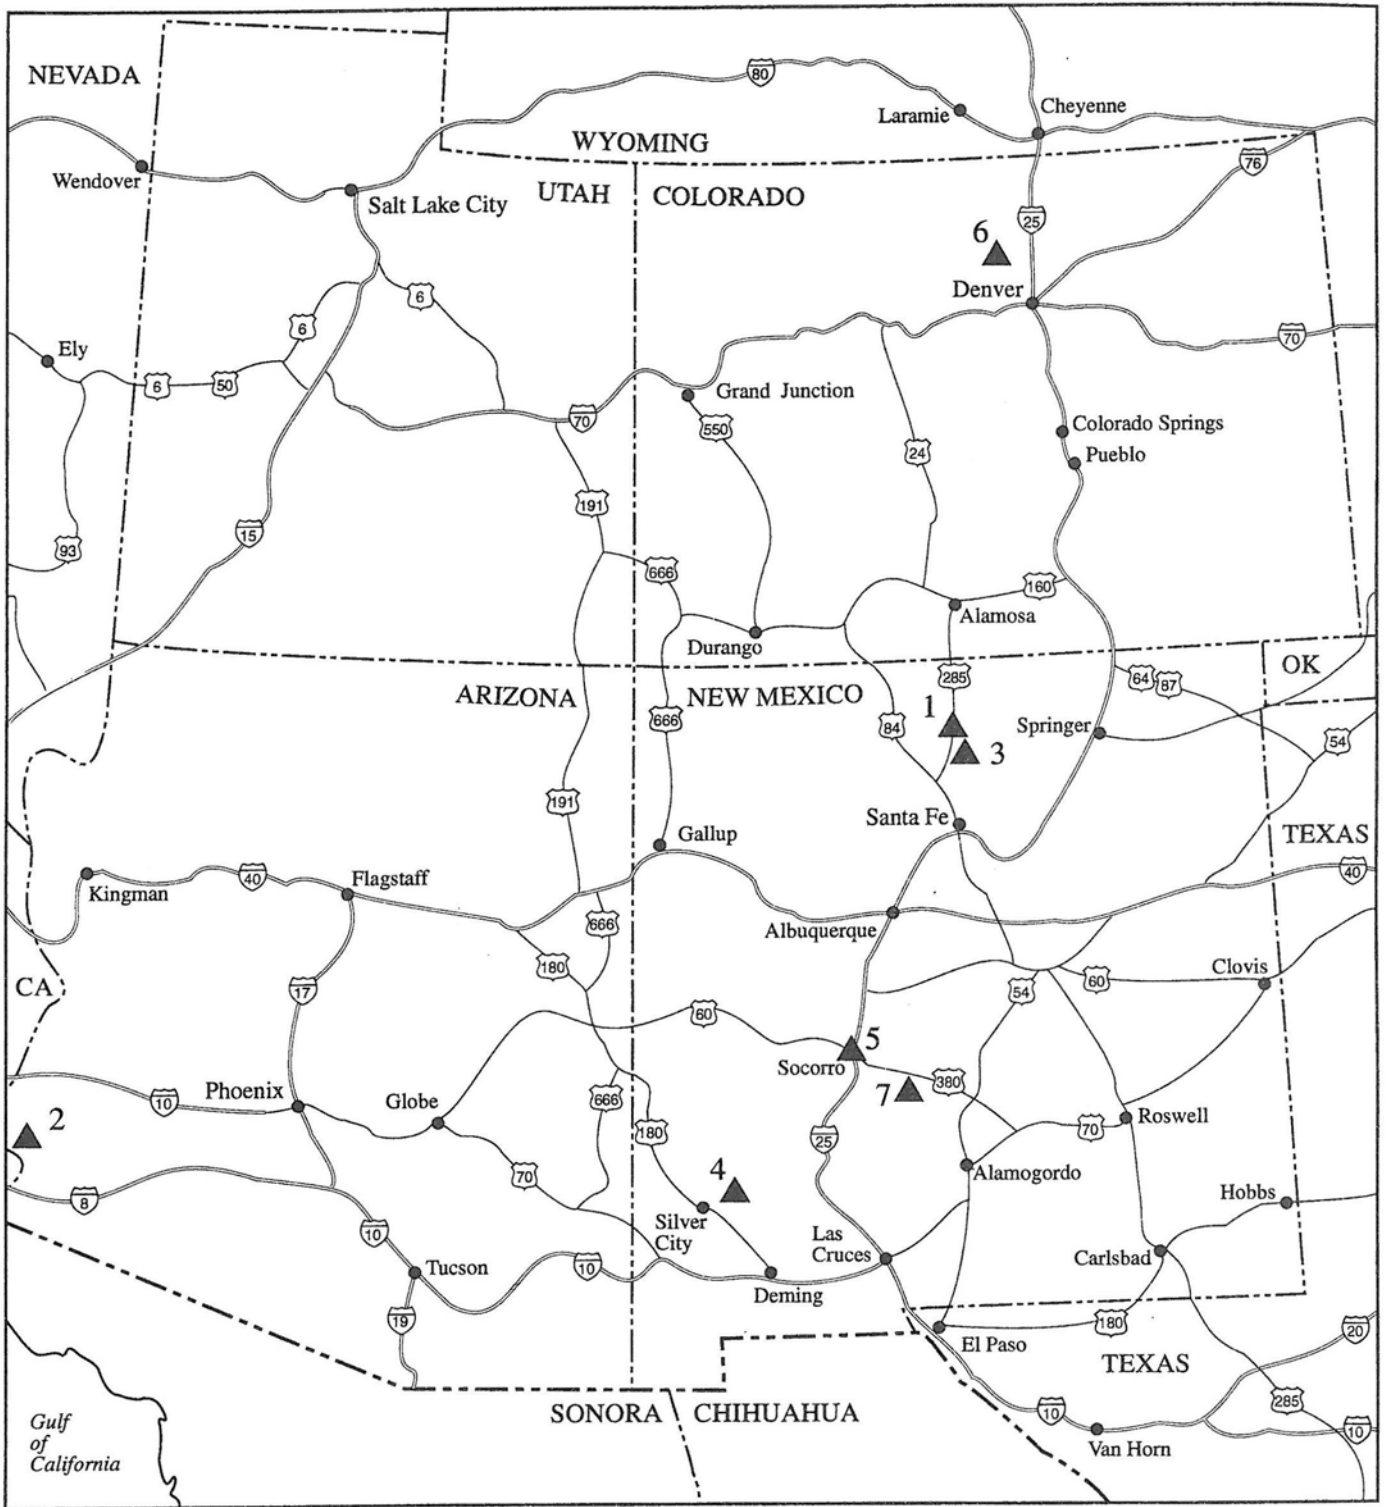 NEVADA
80
Laramie
Cheyenne
WYOMING
76
Wendover
UTAH
COLORADO
Salt Lake City
25
6
Denver
6
6
70
Ely
6
50
Grand Junction
550
70
Colorado Springs
24
Pueblo
191
15
93
666
160
Alamosa
Durango
OK
285
64
87
ARIZONA
NEW MEXICO
1
666
84
Springer
54
3
191
Santa Fe
Gallup
TEXAS
40
Kingman
40
Flagstaff
666
Albuquerque
180
Clovis
60
CA
17
54
60
5
Socorro
380
7
Phoenix
10
Globe
666
2
180
25
70
Roswell
70
4
Alamogordo
8
Hobbs
Silver
City
10
Las
Cruces
Carlsbad
Tucson
10
Deming
19
180
20
El Paso
TEXAS
285
SONORA
CHIHUAHUA
10
10
Gulf
of
California
Van Horn